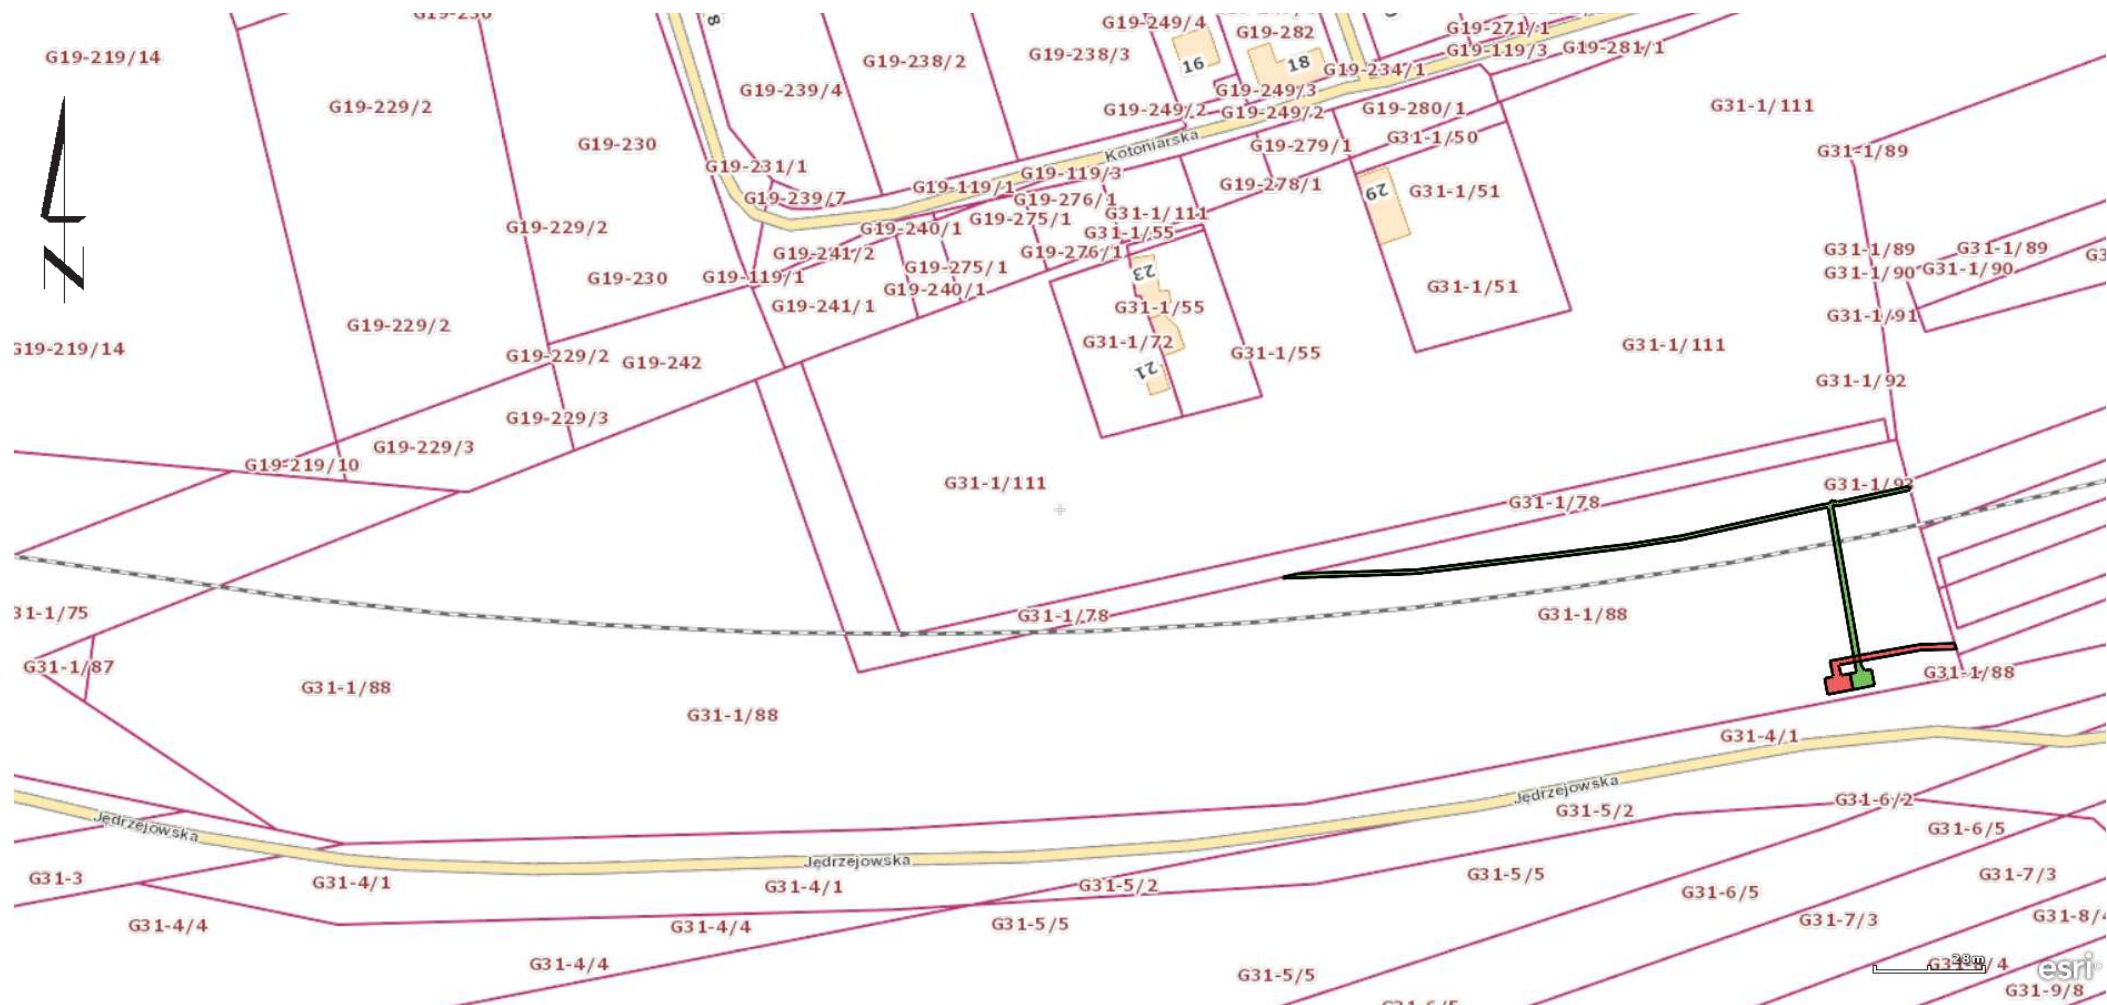 G19-249/4
G19-271/1
G19-282
G19-119/3
G19-281/1
G19-238/3
G19-219/14
G19-238/2
16
18
G19-234/1
G19-239/4
G19-249/3
G19-229/2
G31-1/111
G19-249/2
G19-249/2
G19-280/1
G19-230
Kotoniarska
G31-1/50
G19-279/1
G31-1/89
G19-231/1
G19-119/3
G19-119/1
G19-278/1
29
G31-1/51
G19-239/7
G19-276/1
G31-1/111
G19-229/2
G19-240/1
G19-275/1
G31-1/55
G19-241/2
G19-276/1
G31-1/89
G31-1/89
G19-275/1
23
G31-1/90
G31-1/90
G19-230
G19-119/1
G19-240/1
G31-1/51
G19-241/1
G31-1/55
G31-1/91
G19-229/2
G19-219/14
G19-229/2
G19-242
G31-1/72
G31-1/55
G31-1/111
21
G31-1/92
G19-229/3
G19-229/3
G19-219/10
G31-1/111
G31-1/78
G31-1/93
31-1/75
G31-1/78
G31-1/88
G31-1/87
G31-1/88
G31-1/88
G31-1/88
G31-4/1
Jędrzejowska
Jędrzejowska
G31-5/2
G31-6/2
Jędrzejowska
G31-6/5
G31-3
G31-4/1
G31-4/1
G31-5/2
G31-5/5
G31-6/5
G31-7/3
G31-4/4
G31-4/4
G31-5/5
G31-7/3
G31-8/4
G31-4/4
G31-5/5
28m
esri
G31-9/8
N